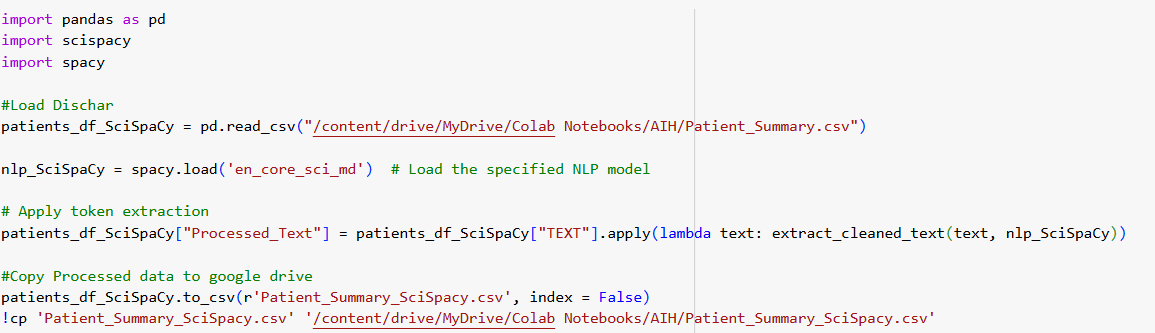 import pandas as pd
import scispacy
import spacy
#Load Dischar
patients_df_SciSpaCy = pd.read_csv("/content/drive/MyDrive/Colab Notebooks/AIH/Patient_Summary.csv")
nlp_SciSpaCy = spacy.load('en_core_sci_md')  # Load the specified NLP model
# Apply token extraction
patients_df_SciSpaCy["Processed_Text"] = patients_df_SciSpaCy["TEXT"].apply(lambda text: extract_cleaned_text(text, nlp_SciSpaCy))
#Copy Processed data to google drive
patients_df_SciSpaCy.to_csv(r'Patient_Summary_SciSpacy.csv', index = False)
!cp 'Patient_Summary_SciSpacy.csv' '/content/drive/MyDrive/Colab Notebooks/AIH/Patient_Summary_SciSpacy.csv'